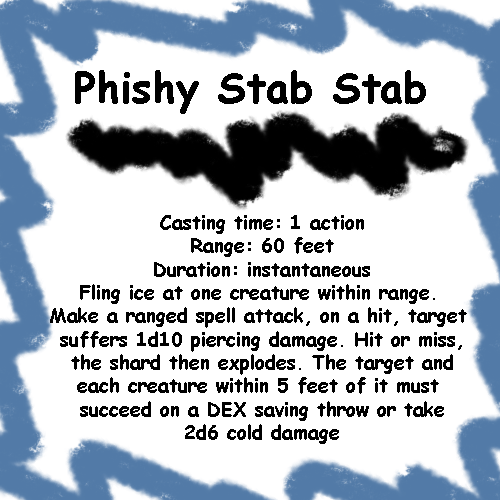 Phishy Stab Stab
Casting time: 1 action
Range: 60 feet
Duration: instantaneous
Fling ice at one creature within range.
Make a ranged spell attack, on a hit, target
suffers 1d10 piercing damage. Hit or miss,
the shard then explodes. The target and
each creature within 5 feet of it must
succeed on a DEX saving throw or take
2d6 cold damage